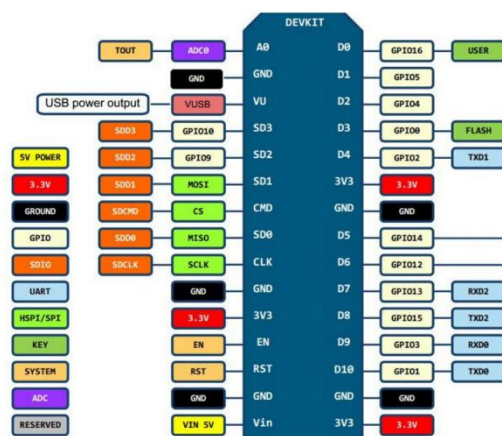 DEVKIT
TOUT ADC0 A0 D0 GPIO16 USER
GND GND D1 GPIO5
USB power output VUSB VU D2 GPIO4
SDD3 GPIO10 SD3 D3 GPIO0 FLASH
5V POWER SDD2 GPIO9 SD2 D4 GPIO2 TXD1
3.3V SDD1 MOSI SD1 3V3 3.3V
GROUND SDCMD CS CMD GND GND
GPIO SDD0 MISO SD0 D5 GPIO14
SDIO SDCLK SCLK CLK D6 GPIO12
UART GND GND D7 GPIO13 RXD2
HSPI/SPI 3.3V 3V3 D8 GPIO15 TXD2
KEY EN EN D9 GPIO3 RXD0
SYSTEM RST RST D10 GPIO1 TXD0
ADC GND GND GND GND
RESERVED VIN 5V Vin 3V3 3.3V